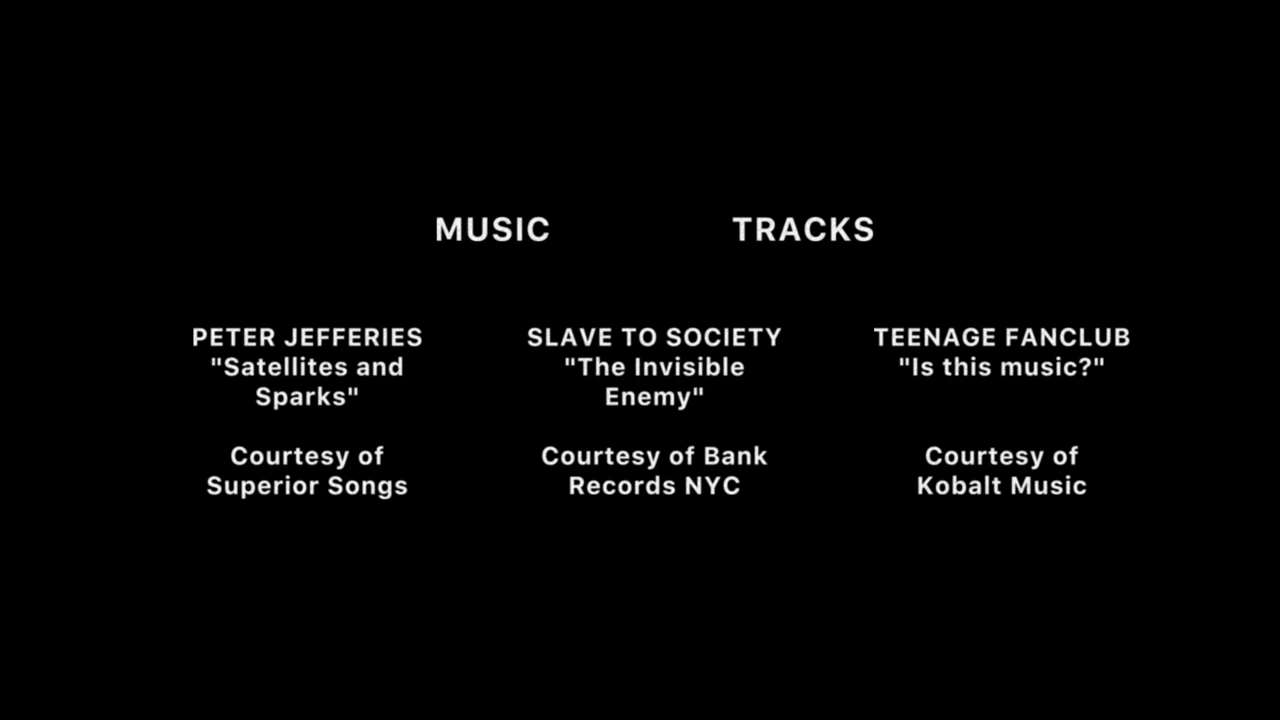 MUSIC TRACKS
PETER JEFFERIES
"Satellites and
Sparks"
Courtesy of
Superior Songs
SLAVE TO SOCIETY
"The Invisible
Enemy"
Courtesy of Bank
Records NYC
TEENAGE FANCLUB
"Is this music?"
Courtesy of
Kobalt Music